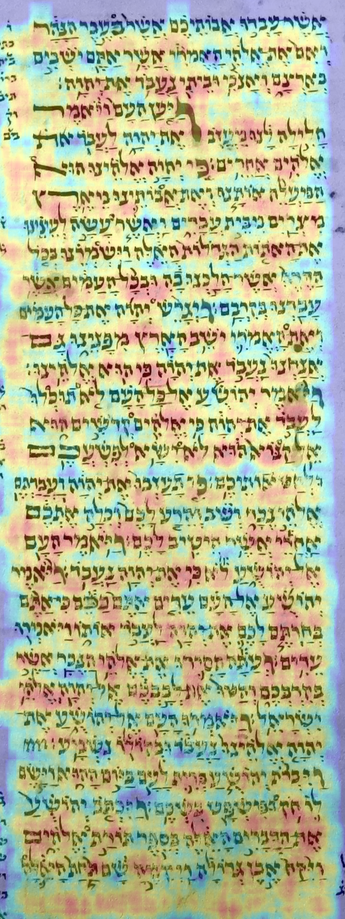 אשר עבדו אבותיכם אשר בעבר הנהר
ואם את אלהי האמרי אשר אתם ישבים
בארצם ואנכי וביתי נעבד את יהוה׃
ויען העם ויאמר
חלילה לנו מעזב את יהוה לעבד
אלהים אחרים׃ כי יהוה אלהינו הוא
המעלה אותנו ואת אבותינו מארץ
מצרים מבית עבדים ואשר עשה לעינינו
את האתות הגדלות האלה וישמרנו בכל
הדרך אשר הלכנו בה ובכל העמים אשר
עברנו בקרבם׃ ויגרש יהוה את כל העמים
ואת האמרי ישב הארץ מפנינו גם
אנחנו נעבד את יהוה כי הוא אלהינו׃
ויאמר יהושע אל העם לא תוכלו
לעבד את יהוה כי אלהים קדשים הוא
אל קנוא הוא לא ישא לפשעכם
כי תעזבו את יהוה ועבדתם
אלהי נכר ושב והרע לכם וכלה אתכם
אחרי אשר היטיב לכם׃ ויאמר העם
אל יהושע לא כי את יהוה נעבד׃ ויאמר
יהושע אל העם עדים אתם בכם כי אתם
בחרתם לכם את יהוה לעבד אותו ויאמרו
עדים׃ ועתה הסירו את אלהי הנכר אשר
בקרבכם והטו את לבבכם אל יהוה אלהי
ישראל׃ ויאמרו העם אל יהושע את
יהוה אלהינו נעבד ובקולו נשמע׃
ויכרת יהושע ברית לעם ביום ההוא וישם
לו חק ומשפט בשכם׃ ויכתב יהושע
את הדברים האלה בספר תורת אלהים
ויקח אבן גדולה ויקימה שם תחת האלה